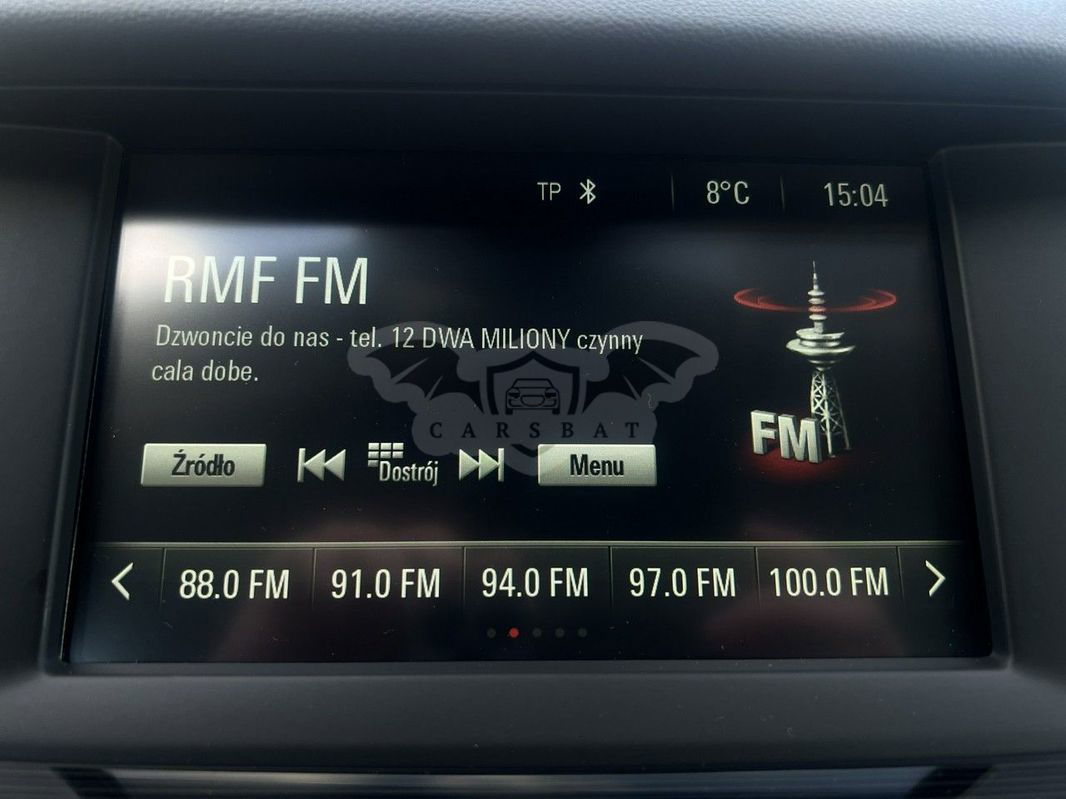 TP 8°C 15:04
RMF FM
Dzwoncie do nas - tel. 12 DWA MILIONY czynny
cala dobe.
CARSBAT
FM
Źródło Dostrój Menu
88.0 FM 91.0 FM 94.0 FM 97.0 FM 100.0 FM